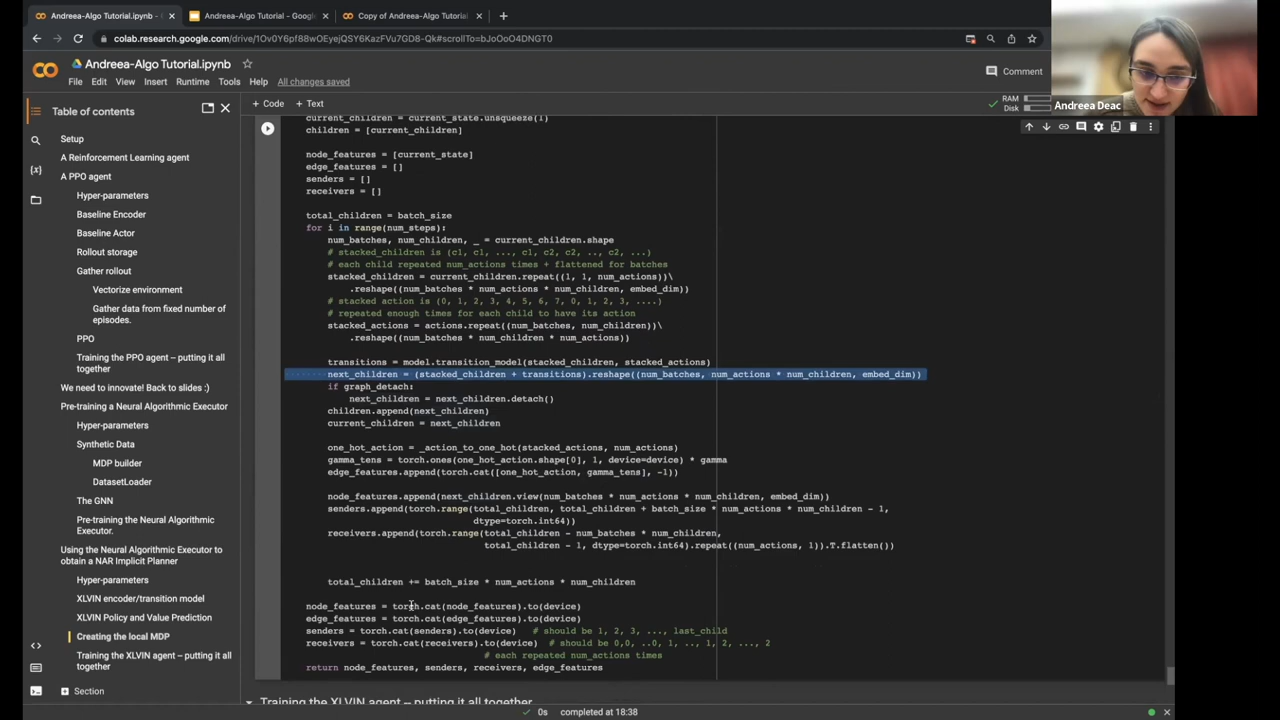 Andreea-Algo Tutorial.ipynb -
Andreea-Algo Tutorial - Goog
Copy of Andreea-Algo Tutorial
colab.research.google.com/drive/1Ov0Y6pf88wOEyejQSY6KazFVu7GD8-Qk#scrollTo=bJoOoO4DNGT0
Andreea-Algo Tutorial.ipynb
File Edit View Insert Runtime Tools Help All changes saved
Comment
Andreea Deac
Table of contents
+ Code + Text
RAM
Disk
Setup
A Reinforcement Learning agent
A PPO agent
Hyper-parameters
Baseline Encoder
Baseline Actor
Rollout storage
Gather rollout
Vectorize environment
Gather data from fixed number of
episodes.
PPO
Training the PPO agent – putting it all
together
We need to innovate! Back to slides :)
Pre-training a Neural Algorithmic Executor
Hyper-parameters
Synthetic Data
MDP builder
DatasetLoader
The GNN
Pre-training the Neural Algorithmic
Executor.
Using the Neural Algorithmic Executor to
obtain a NAR Implicit Planner
Hyper-parameters
XLVIN encoder/transition model
XLVIN Policy and Value Prediction
Creating the local MDP
Training the XLVIN agent – putting it all
together
Section
current_children = current_state.unsqueeze(1)
children = [current_children]
node_features = [current_state]
edge_features = []
senders = []
receivers = []
total_children = batch_size
for i in range(num_steps):
num_batches, num_children, _ = current_children.shape
# stacked_children is (c1, c1, ..., c1, c2, c2, .., c2, ...)
# each child repeated num_actions times + flattened for batches
stacked_children = current_children.repeat((1, 1, num_actions))\
.reshape((num_batches * num_actions * num_children, embed_dim))
# stacked action is (0, 1, 2, 3, 4, 5, 6, 7, 0, 1, 2, 3, ....)
# repeated enough times for each child to have its action
stacked_actions = actions.repeat((num_batches, num_children))\
.reshape((num_batches * num_children * num_actions))
transitions = model.transition_model(stacked_children, stacked_actions)
next_children = (stacked_children + transitions).reshape((num_batches, num_actions * num_children, embed_dim))
if graph_detach:
next_children = next_children.detach()
children.append(next_children)
current_children = next_children
one_hot_action = _action_to_one_hot(stacked_actions, num_actions)
gamma_tens = torch.ones(one_hot_action.shape[0], 1, device=device) * gamma
edge_features.append(torch.cat([one_hot_action, gamma_tens], -1))
node_features.append(next_children.view(num_batches * num_actions * num_children, embed_dim))
senders.append(torch.range(total_children, total_children + batch_size * num_actions * num_children - 1,
dtype=torch.int64))
receivers.append(torch.range(total_children - num_batches * num_children,
total_children - 1, dtype=torch.int64).repeat((num_actions, 1)).T.flatten())
total_children += batch_size * num_actions * num_children
node_features = torch.cat(node_features).to(device)
edge_features = torch.cat(edge_features).to(device)
senders = torch.cat(senders).to(device) # should be 1, 2, 3, ..., last_child
receivers = torch.cat(receivers).to(device) # should be 0,0, ..0, 1, .., 1, 2, ..., 2
# each repeated num_actions times
return node_features, senders, receivers, edge_features
Training the XLVIN agent – putting it all together
0s completed at 18:38